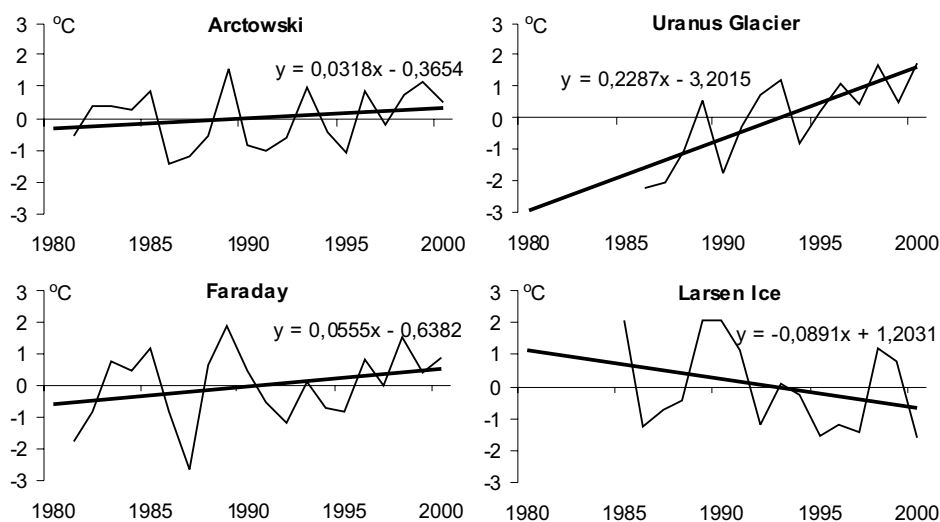 Arctowski
°C
3
2
1
0
-1
-2
-3
y = 0,0318x - 0,3654
1980 1985 1990 1995 2000
Uranus Glacier
°C
3
2
1
0
-1
-2
-3
y = 0,2287x - 3,2015
1980 1985 1990 1995 2000
Faraday
°C
3
2
1
0
-1
-2
-3
y = 0,0555x - 0,6382
1980 1985 1990 1995 2000
Larsen Ice
°C
3
2
1
0
-1
-2
-3
y = -0,0891x + 1,2031
1980 1985 1990 1995 2000